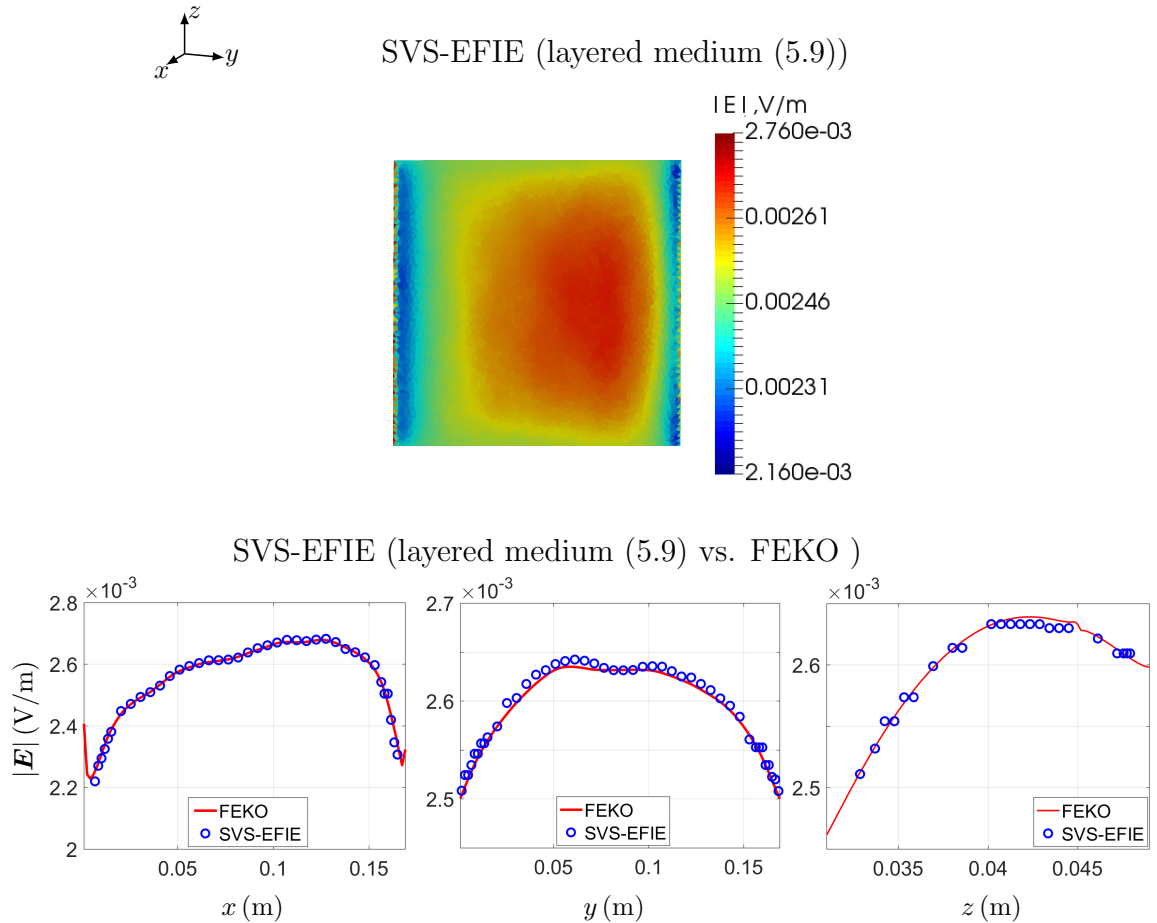 z
x
y
SVS-EFIE (layered medium (5.9))
|E|,V/m
2.760e-03
0.00261
0.00246
0.00231
2.160e-03
SVS-EFIE (layered medium (5.9) vs. FEKO )
×10⁻³
2.8
2.6
2.4
2.2
2
|E| (V/m)
0.05
0.1
0.15
x (m)
FEKO
SVS-EFIE
×10⁻³
2.7
2.6
2.5
0.05
0.1
0.15
y (m)
FEKO
SVS-EFIE
×10⁻³
2.6
2.5
0.035
0.04
0.045
z (m)
FEKO
SVS-EFIE